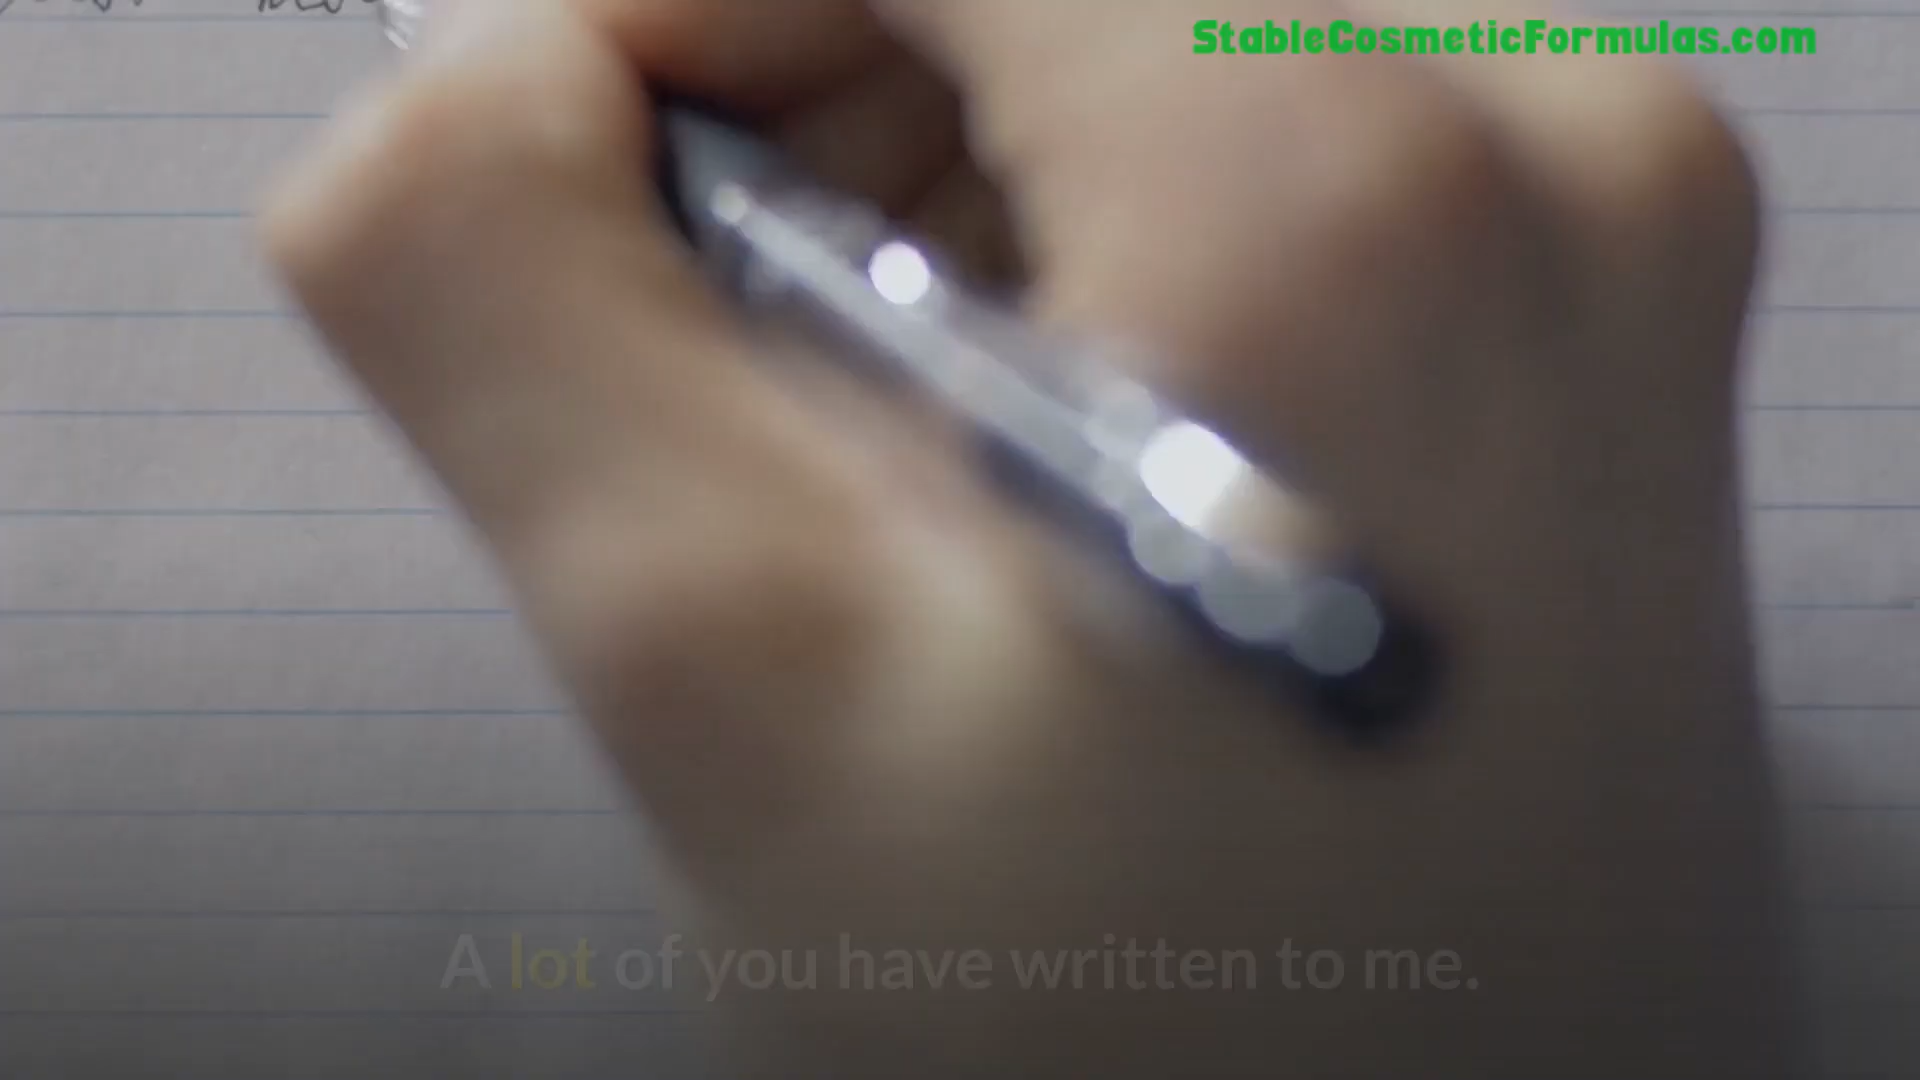 StableCosmeticFormulas.com
A lot of you have written to me.